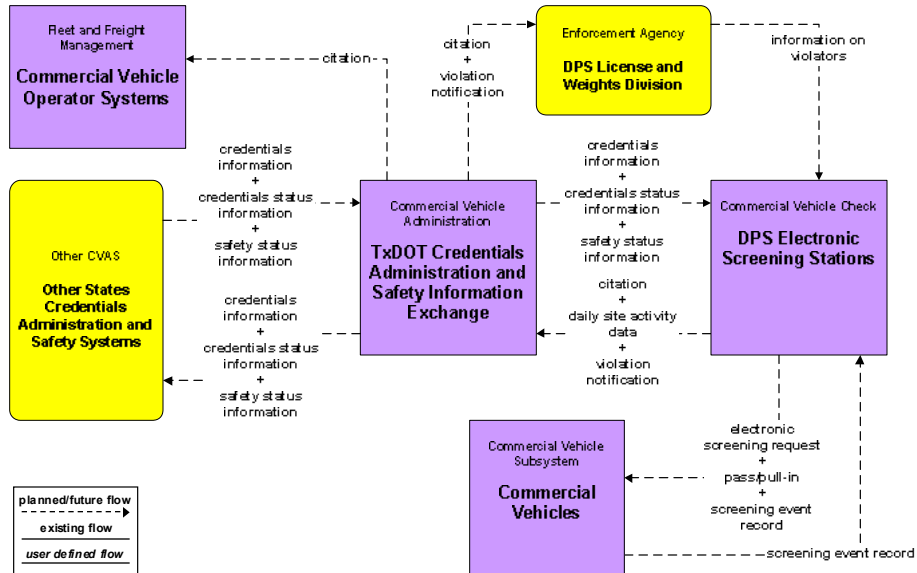 Fleet and Freight
Management
Commercial Vehicle
Operator Systems
citation
citation
+
violation
notification
Enforcement Agency
DPS License and
Weights Division
information on
violators
credentials
information
+
credentials status
information
+
safety status
information
Other CVAS
Other States
Credentials
Administration and
Safety Systems
credentials
information
+
credentials status
information
+
safety status
information
Commercial Vehicle
Administration
TxDOT Credentials
Administration and
Safety Information
Exchange
credentials
information
+
credentials status
information
+
safety status
information
citation
+
daily site activity
data
+
violation
notification
Commercial Vehicle Check
DPS Electronic
Screening Stations
Commercial Vehicle
Subsystem
Commercial
Vehicles
electronic
screening request
+
pass/pull-in
+
screening event
record
screening event record
planned/future flow
existing flow
user defined flow